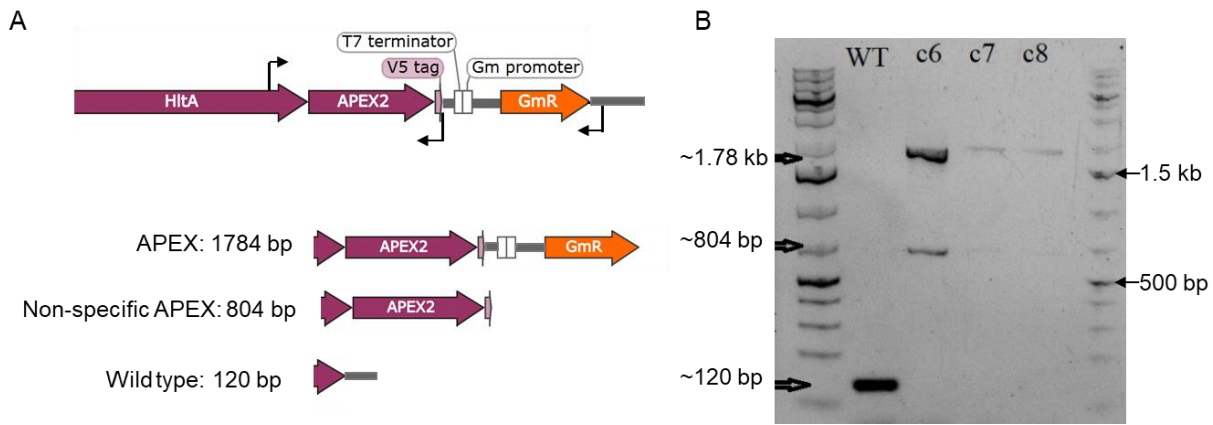 A
T7 terminator
V5 tag
Gm promoter
HltA
APEX2
GmR
APEX: 1784 bp
APEX2
GmR
Non-specific APEX: 804 bp
APEX2
Wild type: 120 bp
B
WT c6 c7 c8
~1.78 kb
1.5 kb
~804 bp
500 bp
~120 bp